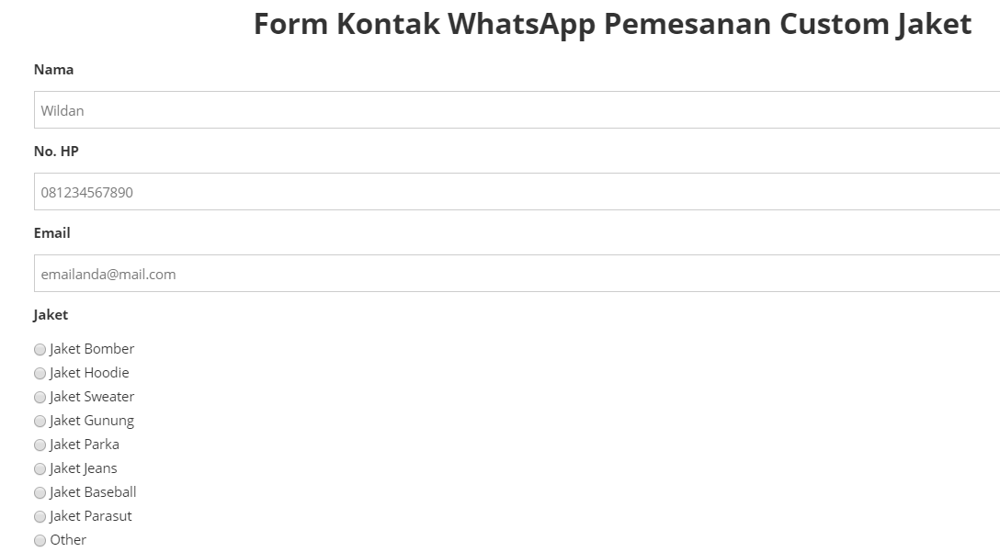 Form Kontak WhatsApp Pemesanan Custom Jaket
Nama
Wildan
No. HP
081234567890
Email
emailanda@mail.com
Jaket
Jaket Bomber
Jaket Hoodie
Jaket Sweater
Jaket Gunung
Jaket Parka
Jaket Jeans
Jaket Baseball
Jaket Parasut
Other